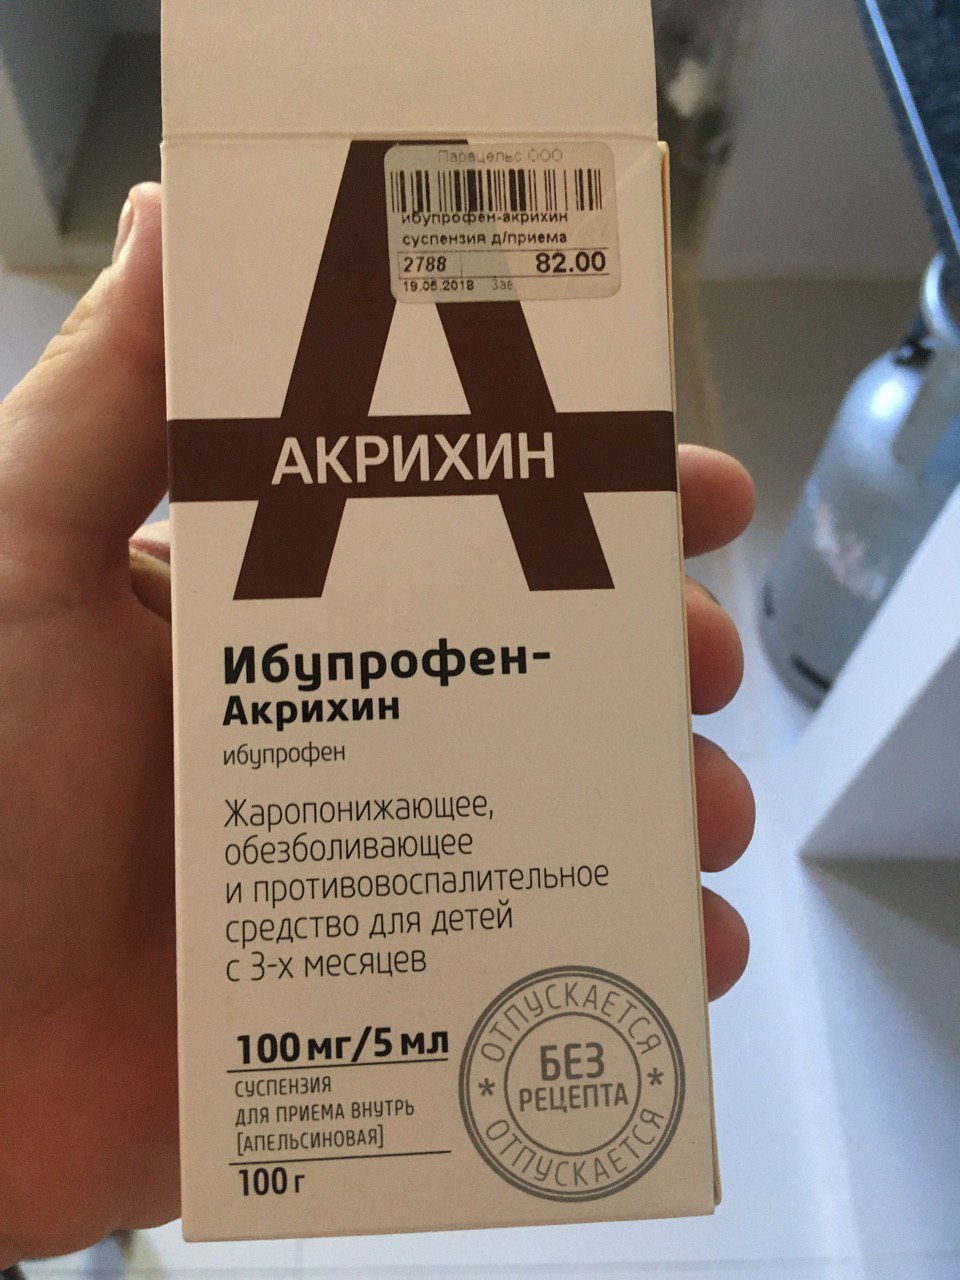 Парацельс ООО
ибупрофен-акрихин
суспензия д/приема
2788 82.00
19.06.2018 Зав.
АКРИХИН
Ибупрофен-
Акрихин
ибупрофен
Жаропонижающее,
обезболивающее
и противовоспалительное
средство для детей
с 3-х месяцев
100 мг/5 мл
СУСПЕНЗИЯ
ДЛЯ ПРИЕМА ВНУТРЬ
[АПЕЛЬСИНОВАЯ]
100 г
ОТПУСКАЕТСЯ
* БЕЗ *
РЕЦЕПТА
ОТПУСКАЕТСЯ